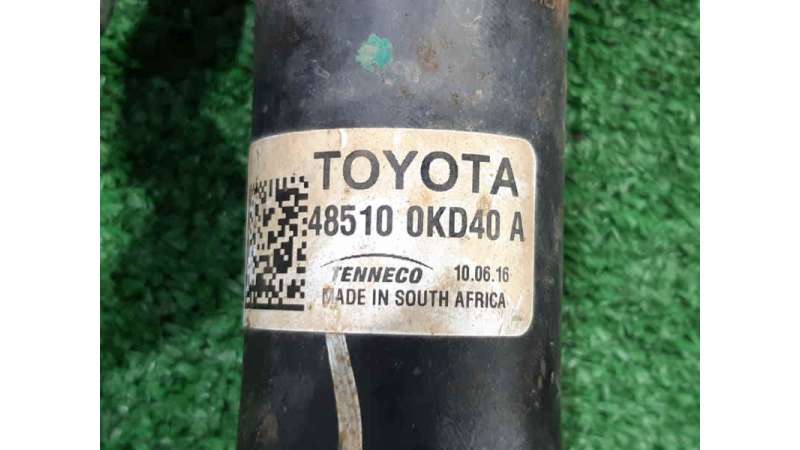 TOYOTA
48510 0KD40 A
TENNECO 10.06.16
MADE IN SOUTH AFRICA